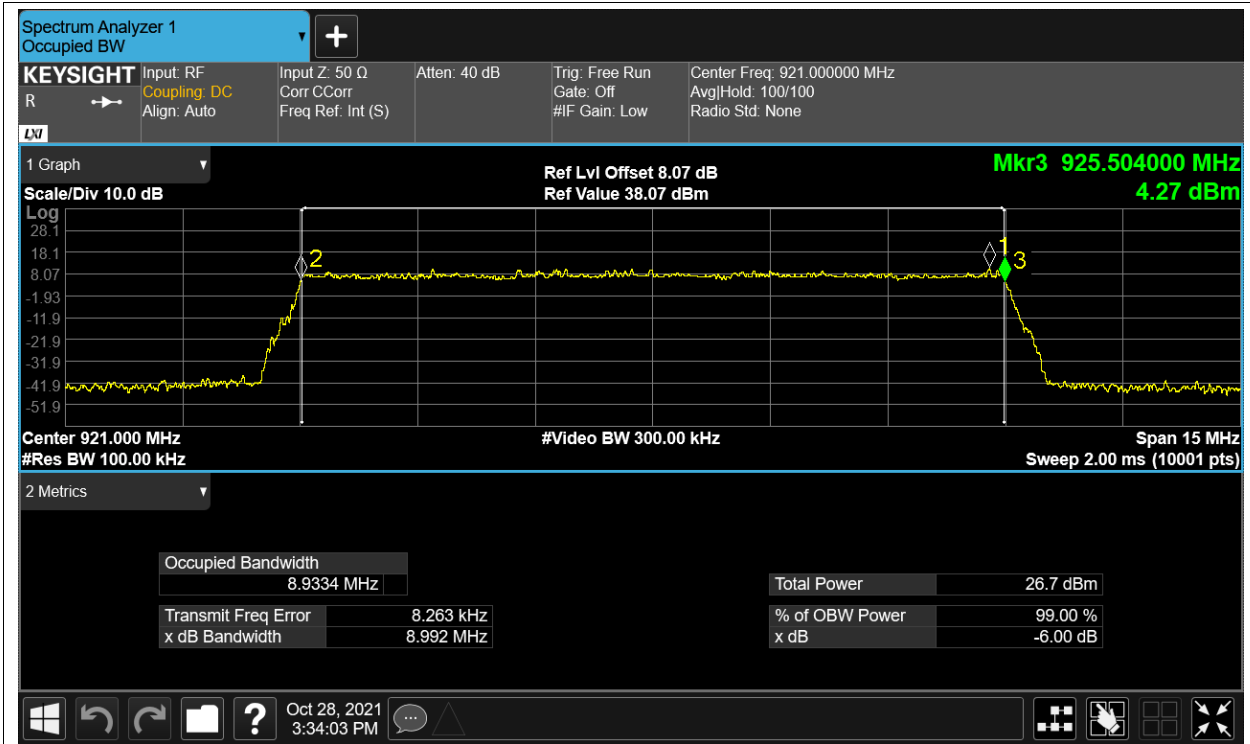 Spectrum Analyzer 1
Occupied BW
KEYSIGHT
R
LXI
Input: RF
Coupling: DC
Align: Auto
Input Z: 50 Ω
Corr CCorr
Freq Ref: Int (S)
Atten: 40 dB
Trig: Free Run
Gate: Off
#IF Gain: Low
Center Freq: 921.000000 MHz
Avg|Hold: 100/100
Radio Std: None
1 Graph
Scale/Div 10.0 dB
Ref Lvl Offset 8.07 dB
Ref Value 38.07 dBm
Mkr3 925.504000 MHz
4.27 dBm
Log
28.1
18.1
8.07
-1.93
-11.9
-21.9
-31.9
-41.9
-51.9
2
1
3
Center 921.000 MHz
#Video BW 300.00 kHz
Span 15 MHz
#Res BW 100.00 kHz
Sweep 2.00 ms (10001 pts)
2 Metrics
Occupied Bandwidth
8.9334 MHz
Transmit Freq Error 8.263 kHz
x dB Bandwidth 8.992 MHz
Total Power 26.7 dBm
% of OBW Power 99.00 %
x dB -6.00 dB
?
Oct 28, 2021
3:34:03 PM